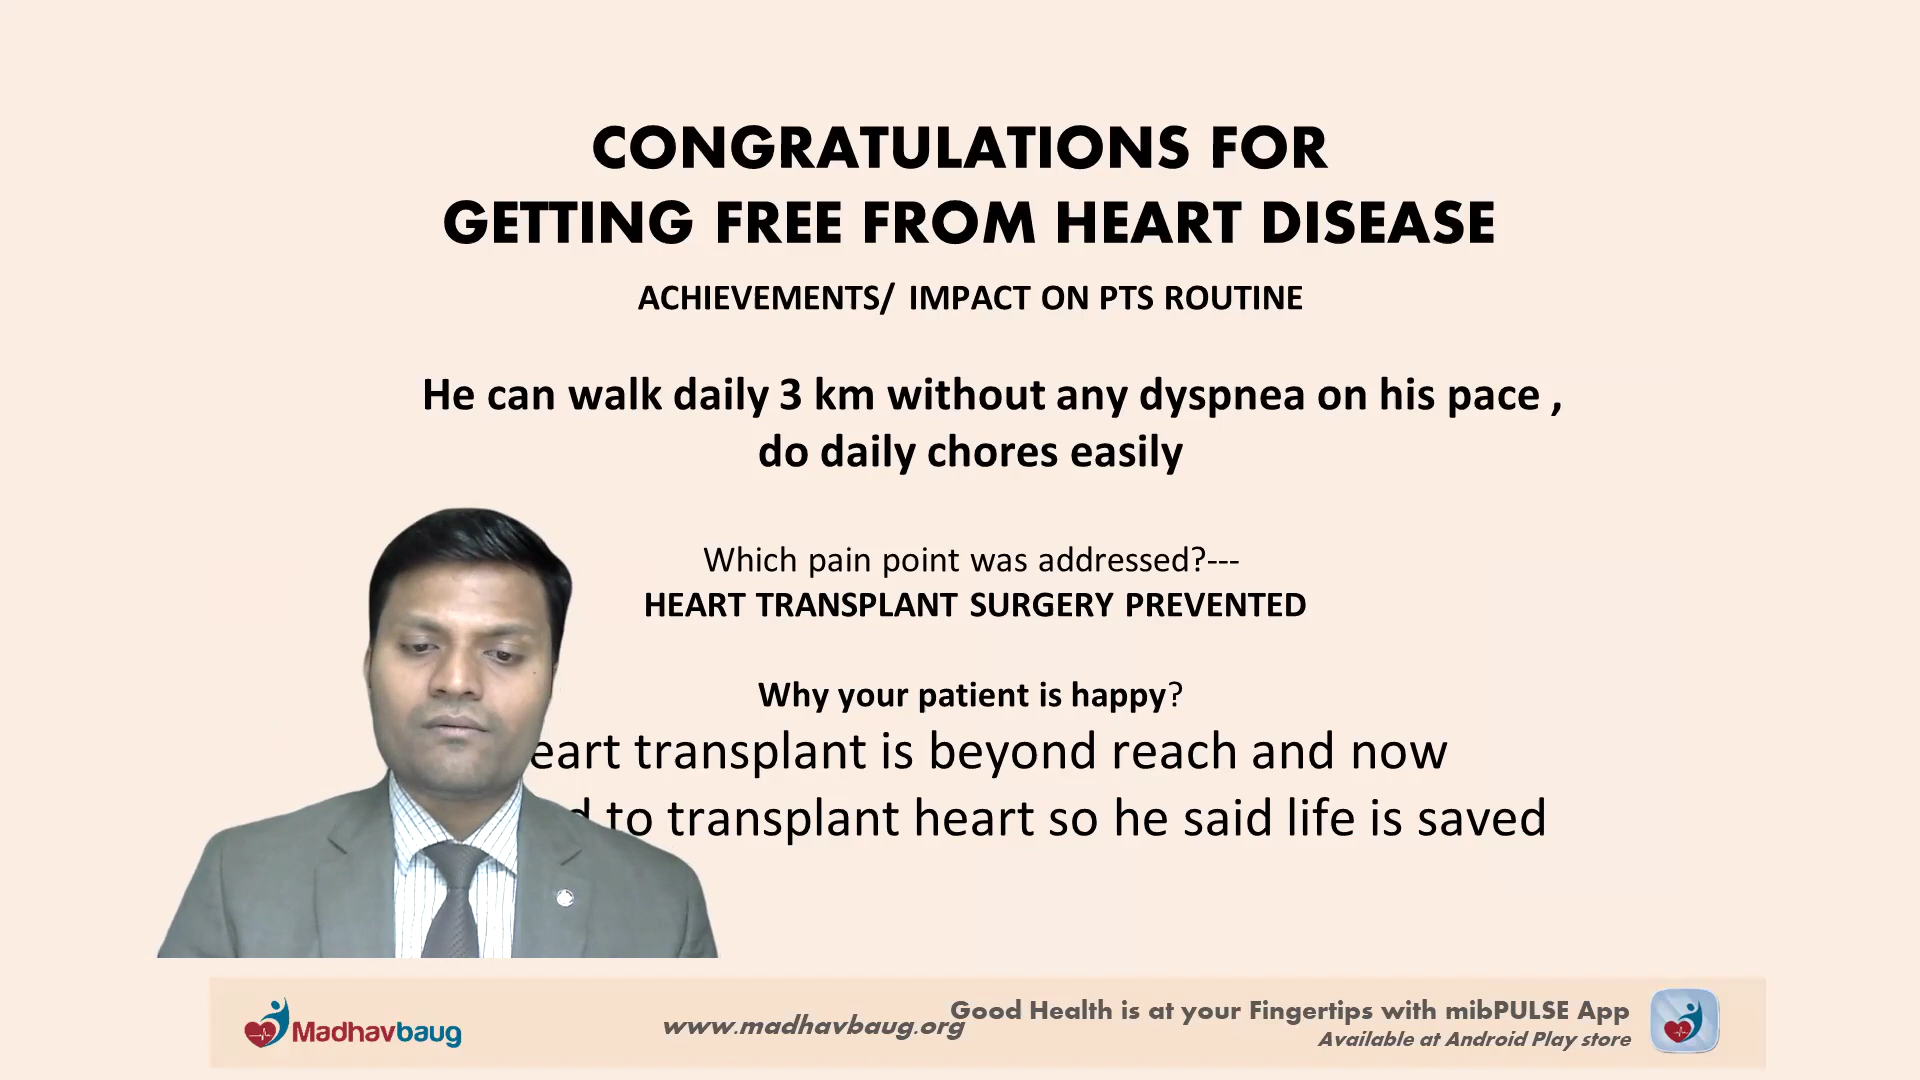 CONGRATULATIONS FOR
GETTING FREE FROM HEART DISEASE
ACHIEVEMENTS/ IMPACT ON PTS ROUTINE
He can walk daily 3 km without any dyspnea on his pace ,
do daily chores easily
Which pain point was addressed?---
HEART TRANSPLANT SURGERY PREVENTED
Why your patient is happy?
transplant is beyond reach and now
to transplant heart so he said life is saved
Madhavbaug
www.madhavbaug.org
Good Health is at your Fingertips with mibPULSE App
Available at Android Play store